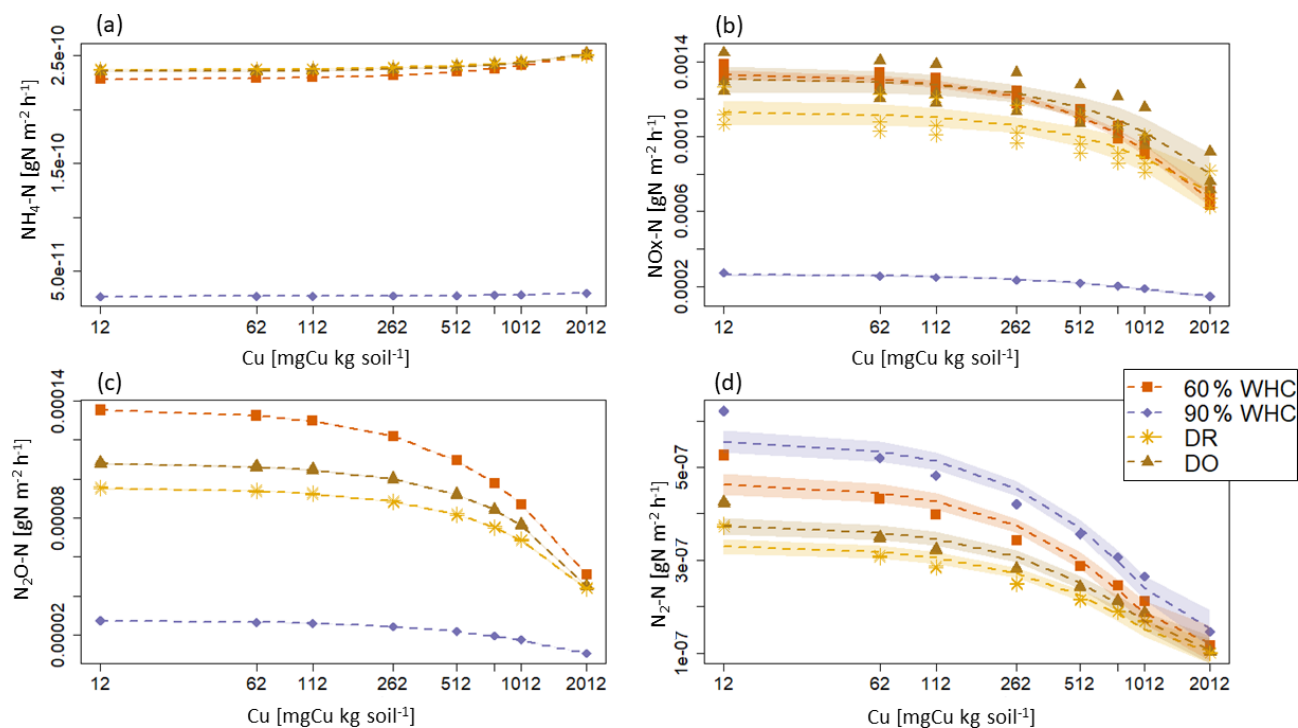 (a)
NH₄-N [gN m⁻² h⁻¹]
2.5e-10
1.5e-10
5.0e-11
12 62 112 262 512 1012 2012
Cu [mgCu kg soil⁻¹]
(b)
NOx-N [gN m⁻² h⁻¹]
0.0014
0.0010
0.0006
0.0002
12 62 112 262 512 1012 2012
Cu [mgCu kg soil⁻¹]
(c)
N₂O-N [gN m⁻² h⁻¹]
0.00014
0.00008
0.00002
12 62 112 262 512 1012 2012
Cu [mgCu kg soil⁻¹]
(d)
N₂-N [gN m⁻² h⁻¹]
5e-07
3e-07
1e-07
12 62 112 262 512 1012 2012
Cu [mgCu kg soil⁻¹]
60 % WHC
90 % WHC
DR
DO